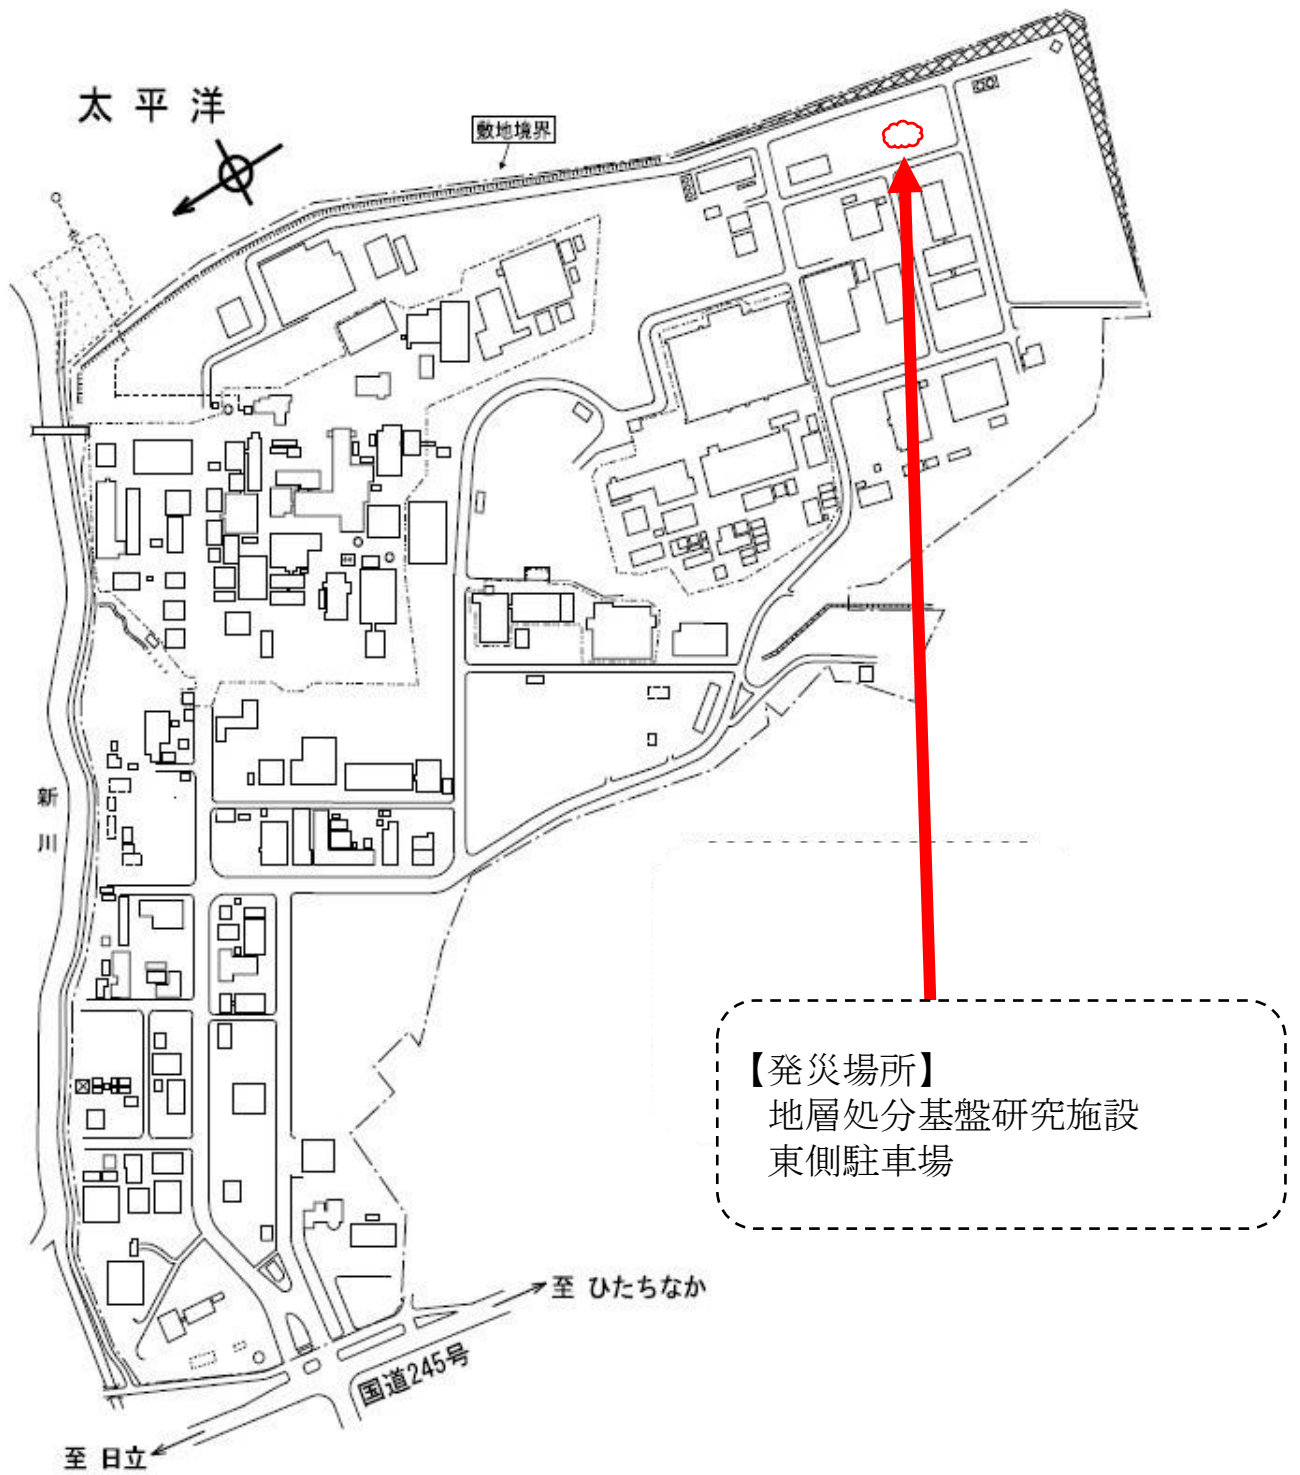 太平洋
敷地境界
新川
【発災場所】
地層処分基盤研究施設
東側駐車場
至 ひたちなか
国道245号
至 日立